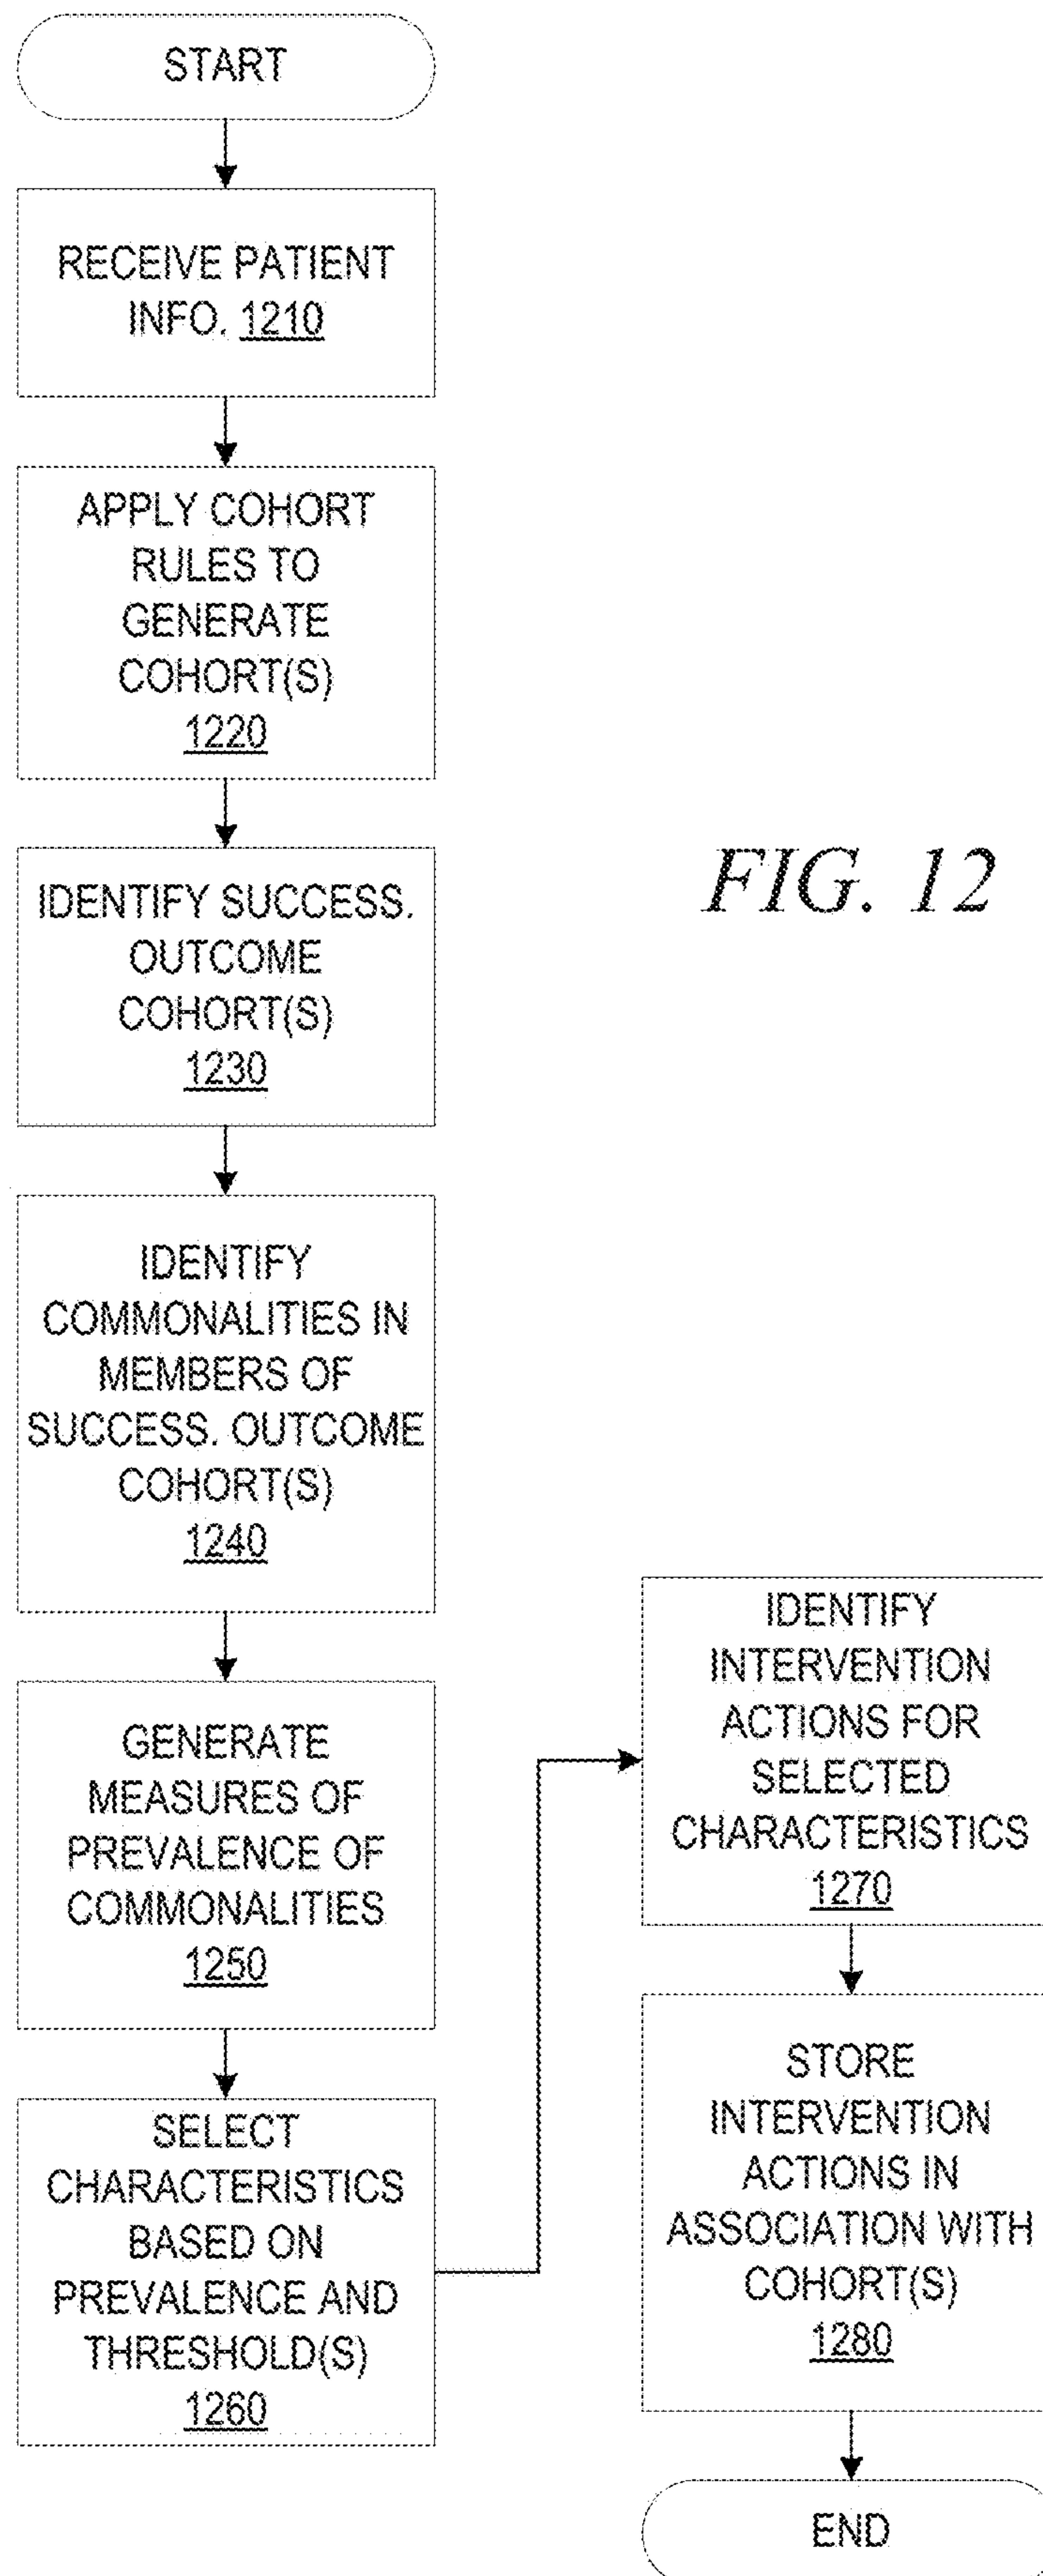 START
RECEIVE PATIENT
INFO. 1210
APPLY COHORT
RULES TO
GENERATE
COHORT(S)
1220
IDENTIFY SUCCESS.
OUTCOME
COHORT(S)
1230
FIG. 12
IDENTIFY
COMMONALITIES IN
MEMBERS OF
SUCCESS. OUTCOME
COHORT(S)
1240
GENERATE
MEASURES OF
PREVALENCE OF
COMMONALITIES
1250
SELECT
CHARACTERISTICS
BASED ON
PREVALENCE AND
THRESHOLD(S)
1260
IDENTIFY
INTERVENTION
ACTIONS FOR
SELECTED
CHARACTERISTICS
1270
STORE
INTERVENTION
ACTIONS IN
ASSOCIATION WITH
COHORT(S)
1280
END